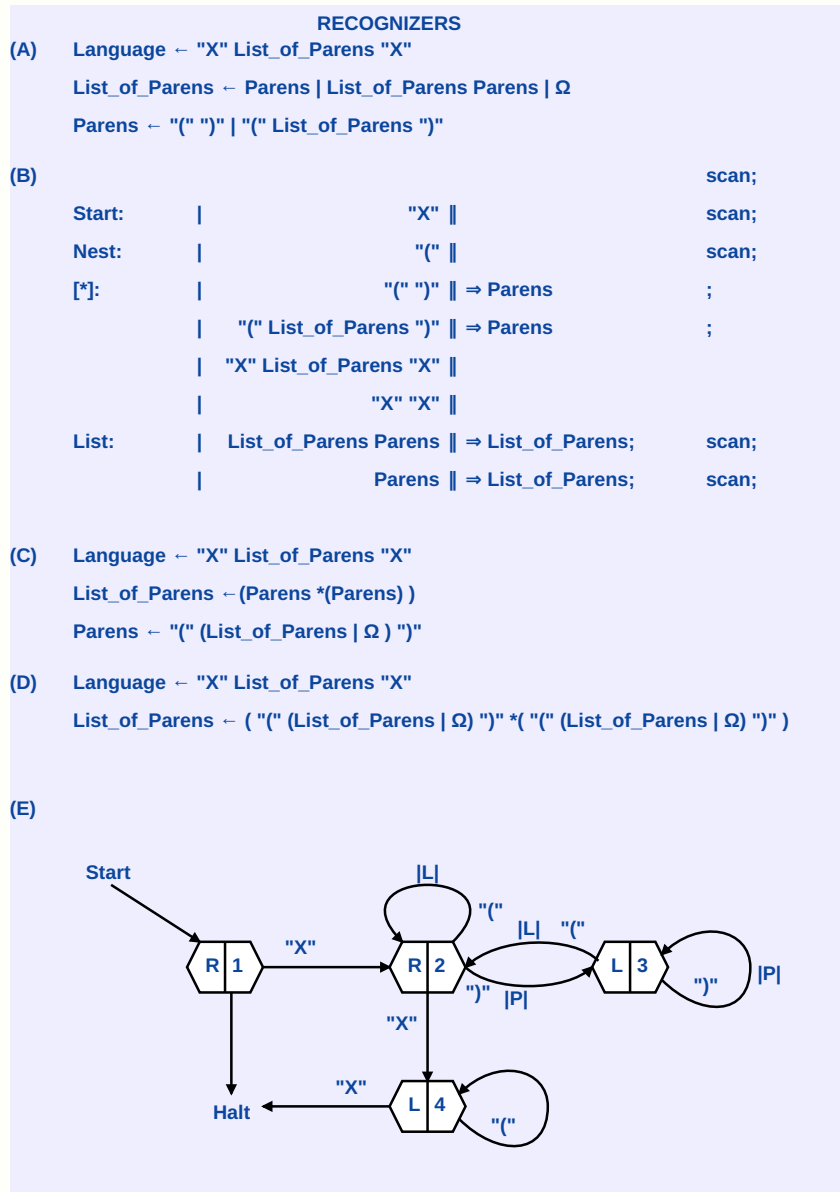 RECOGNIZERS
(A) Language ← "X" List_of_Parens "X"
List_of_Parens ← Parens | List_of_Parens Parens | Ω
Parens ← "(" ")" | "(" List_of_Parens ")"
(B) scan;
Start: | "X" ‖ scan;
Nest: | "(" ‖ scan;
[*]: | "(" ")" ‖ ⇒ Parens ;
| "(" List_of_Parens ")" ‖ ⇒ Parens ;
| "X" List_of_Parens "X" ‖
| "X" "X" ‖
List: | List_of_Parens Parens ‖ ⇒ List_of_Parens; scan;
| Parens ‖ ⇒ List_of_Parens; scan;
(C) Language ← "X" List_of_Parens "X"
List_of_Parens ←(Parens *(Parens) )
Parens ← "(" (List_of_Parens | Ω ) ")"
(D) Language ← "X" List_of_Parens "X"
List_of_Parens ← ( "(" (List_of_Parens | Ω) ")" *( "(" (List_of_Parens | Ω) ")" )
(E)
Start |L|
"("
|L| "("
"X"
R 1 R 2 L 3 |P|
")" |P| ")"
"X"
"X" L 4
Halt "("